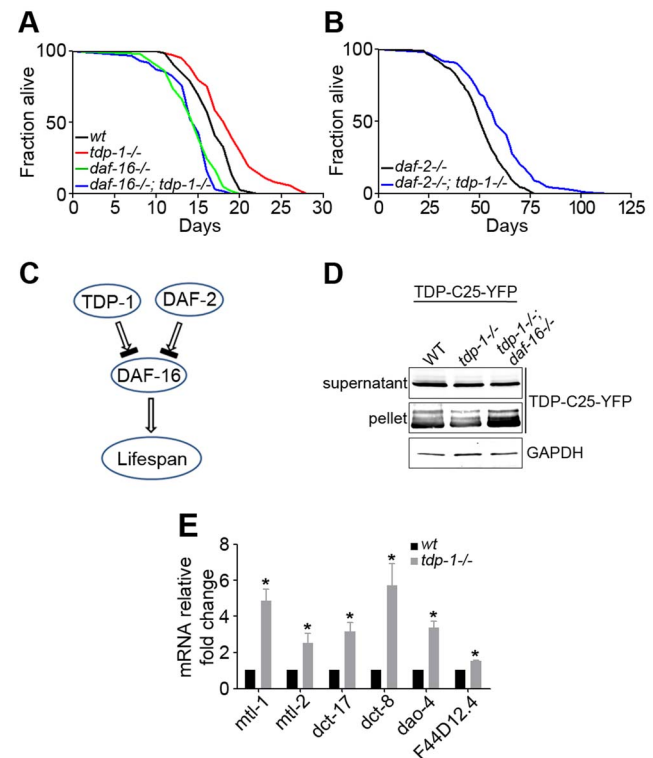 A
Fraction alive
100
50
0
wt
tdp-1-/-
daf-16-/-
daf-16-/-; tdp-1-/-
0 5 10 15 20 25 30
Days
B
Fraction alive
100
50
0
daf-2-/-
daf-2-/-; tdp-1-/-
0 25 50 75 100 125
Days
C
TDP-1
DAF-2
DAF-16
Lifespan
D
TDP-C25-YFP
WT
tdp-1-/-
tdp-1-/-;
daf-16-/-
supernatant
pellet
TDP-C25-YFP
GAPDH
E
mRNA relative
fold change
8
6
4
2
0
wt
tdp-1-/-
* * * * * *
mtl-1
mtl-2
dct-17
dct-8
dao-4
F44D12.4